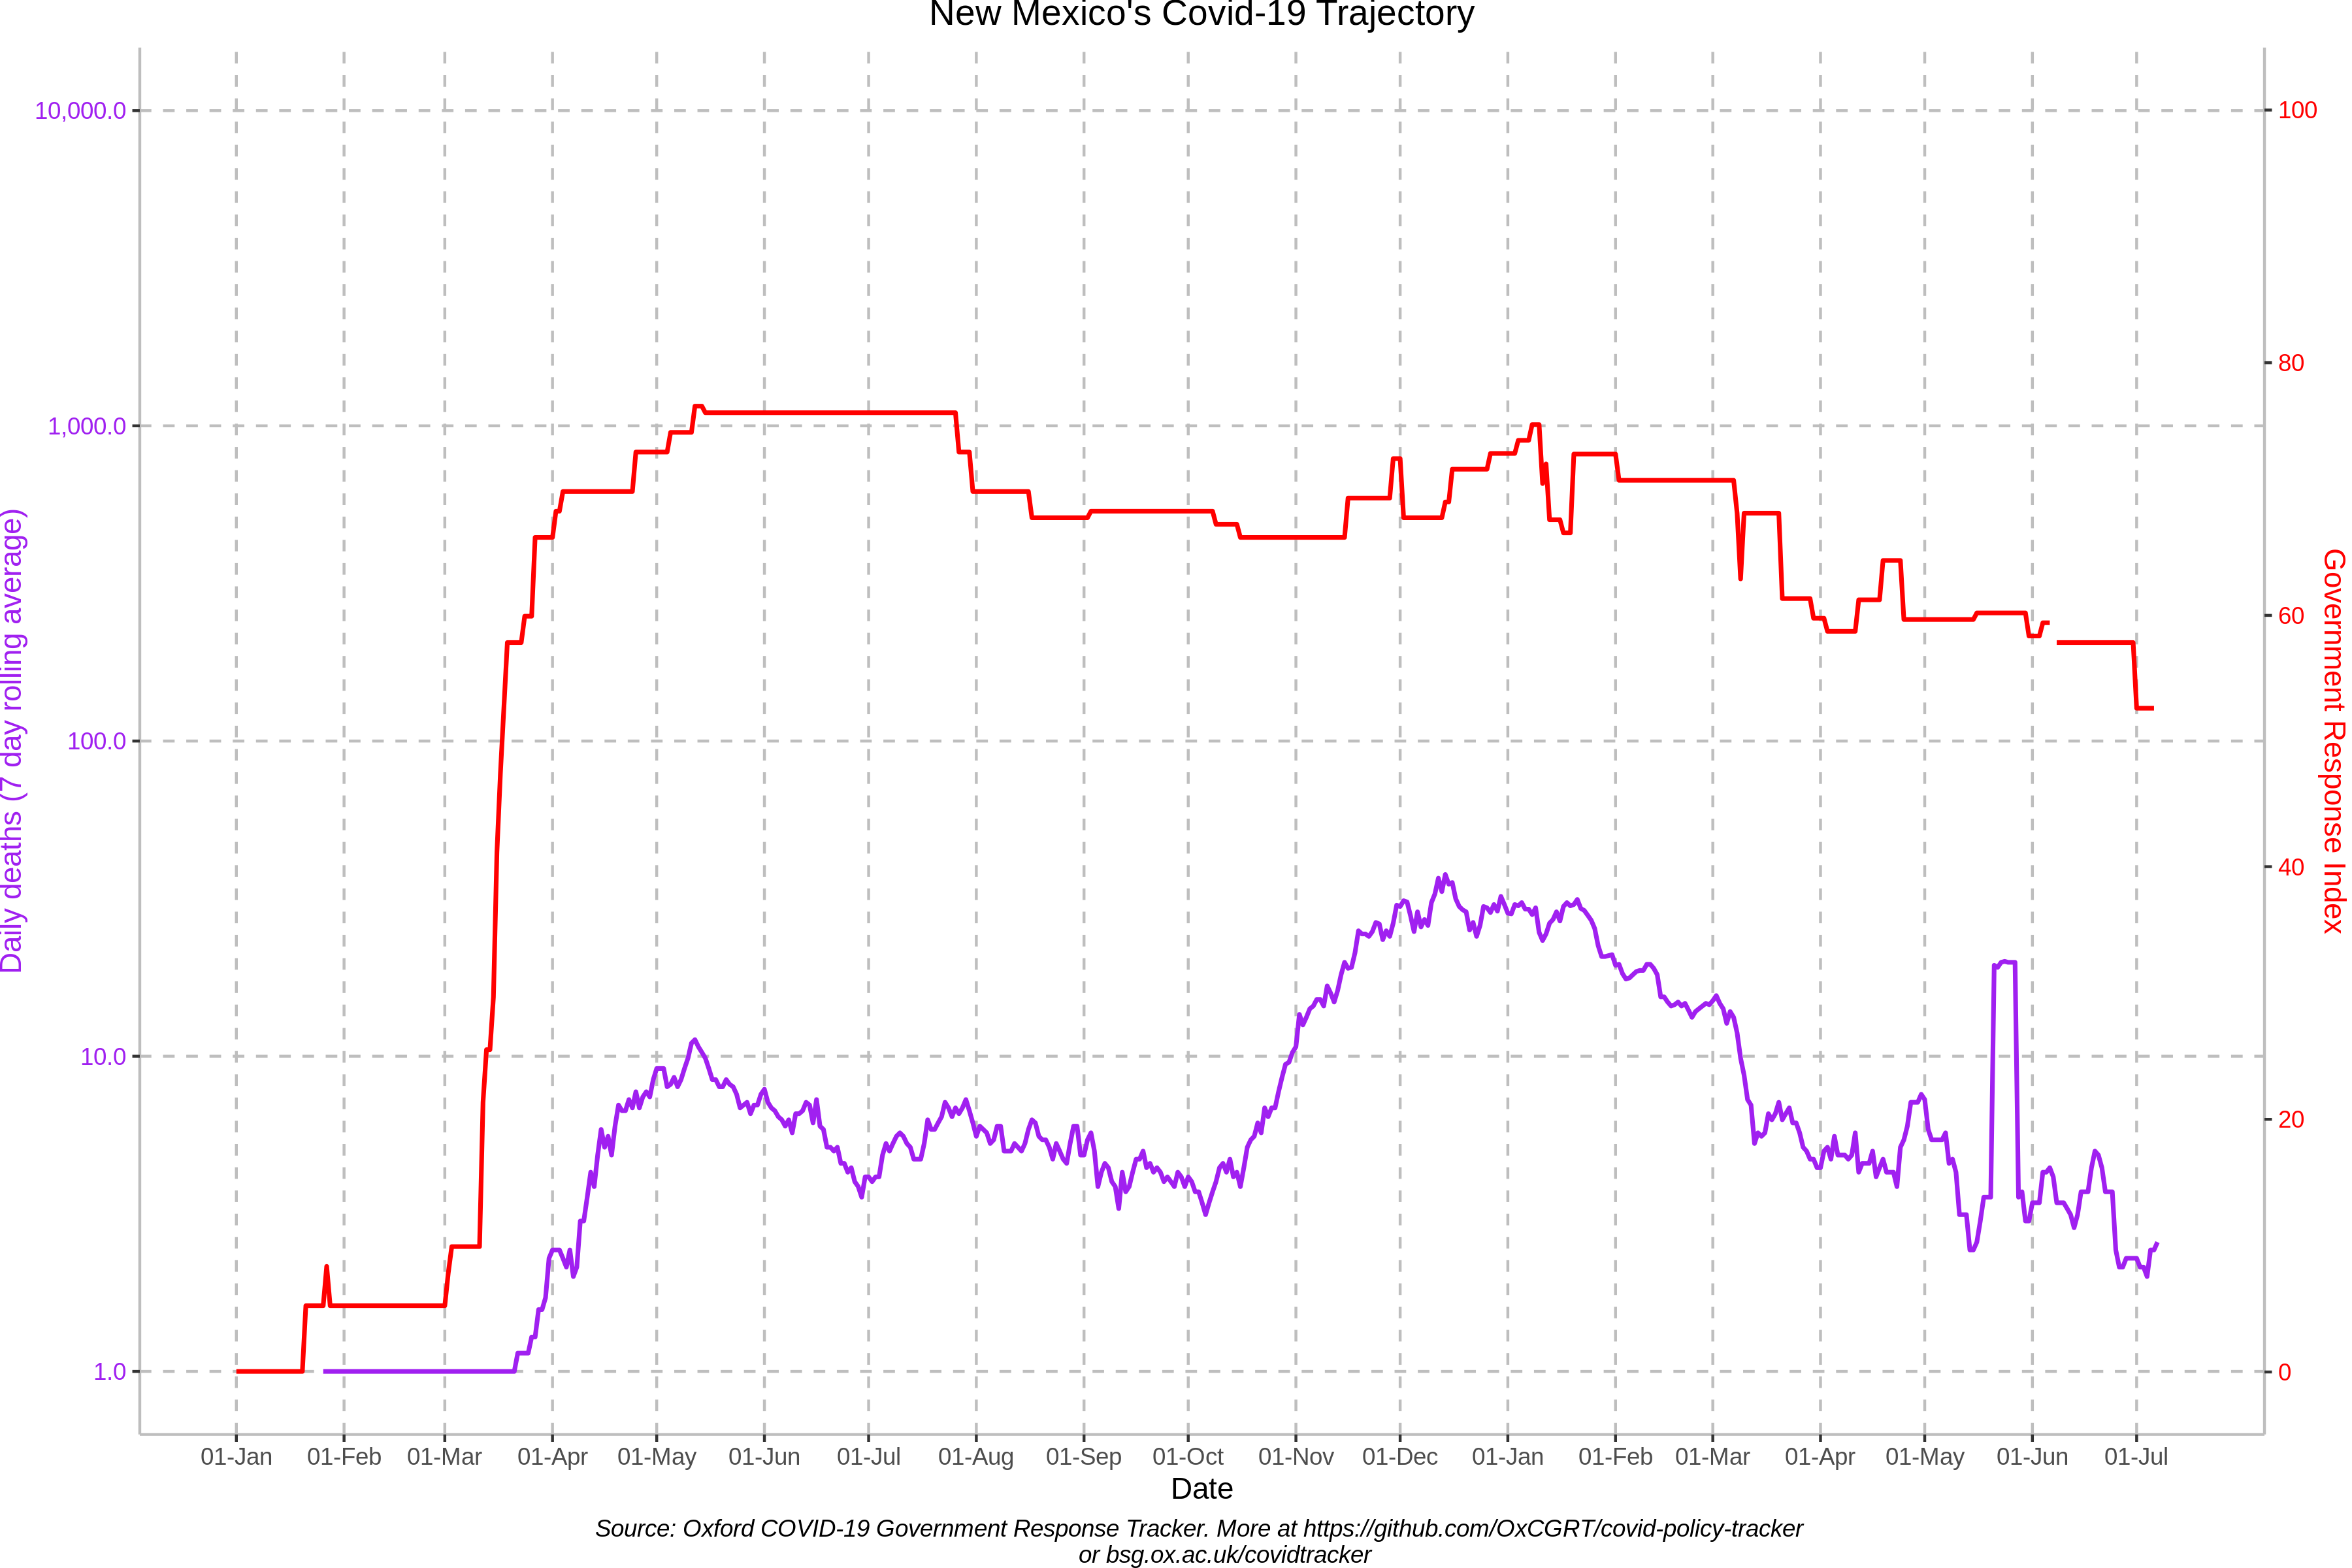 New Mexico's Covid-19 Trajectory
10,000.0
1,000.0
100.0
10.0
1.0
Daily deaths (7 day rolling average)
100
80
60
40
20
0
Government Response Index
01-Jan 01-Feb 01-Mar 01-Apr 01-May 01-Jun 01-Jul 01-Aug 01-Sep 01-Oct 01-Nov 01-Dec 01-Jan 01-Feb 01-Mar 01-Apr 01-May 01-Jun 01-Jul
Date
Source: Oxford COVID-19 Government Response Tracker. More at https://github.com/OxCGRT/covid-policy-tracker
or bsg.ox.ac.uk/covidtracker